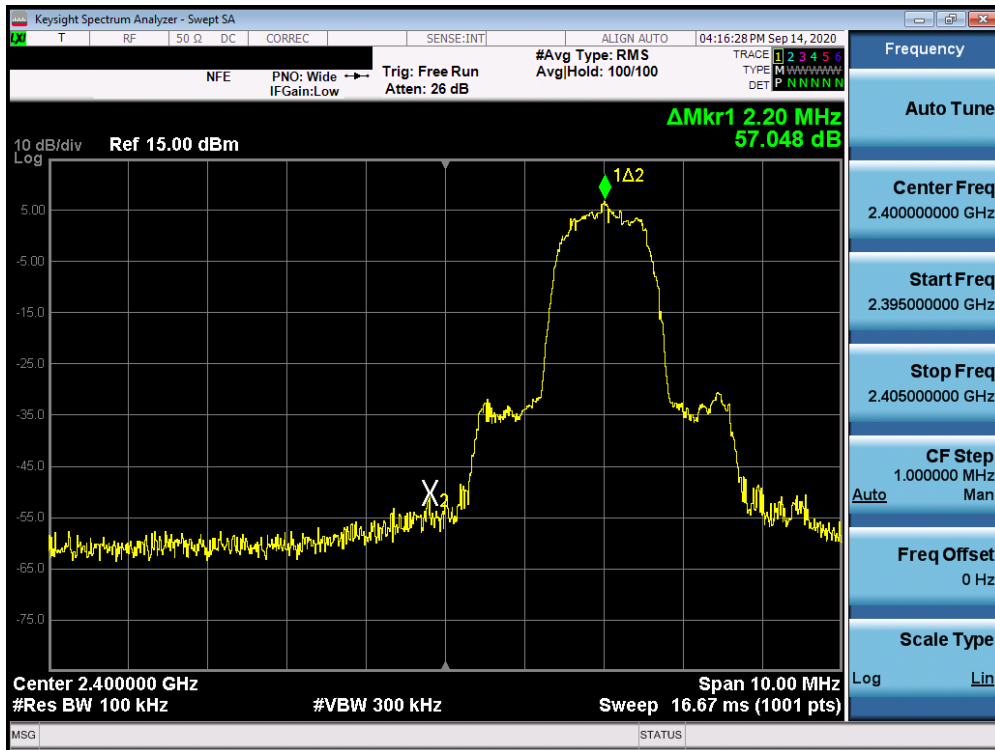 Keysight Spectrum Analyzer - Swept SA
LXI T RF 50 Ω DC CORREC SENSE:INT ALIGN AUTO 04:16:28 PM Sep 14, 2020
NFE PNO: Wide Trig: Free Run #Avg Type: RMS TRACE 1 2 3 4 5 6
IFGain:Low Atten: 26 dB Avg|Hold: 100/100 TYPE M W W W W W
DET P N N N N N
ΔMkr1 2.20 MHz
57.048 dB
10 dB/div Ref 15.00 dBm
Log
1Δ2
5.00
-5.00
-15.0
-25.0
-35.0
-45.0
X2
-55.0
-65.0
-75.0
Center 2.400000 GHz Span 10.00 MHz
#Res BW 100 kHz #VBW 300 kHz Sweep 16.67 ms (1001 pts)
MSG STATUS
Frequency
Auto Tune
Center Freq
2.400000000 GHz
Start Freq
2.395000000 GHz
Stop Freq
2.405000000 GHz
CF Step
1.000000 MHz
Auto Man
Freq Offset
0 Hz
Scale Type
Log Lin